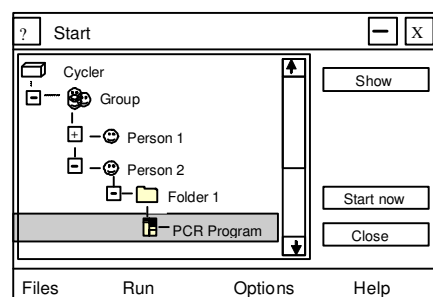 ? Start X
Cycler
Show
Group
Person 1
Person 2
Folder 1
Start now
PCR Program
Close
Files Run Options Help